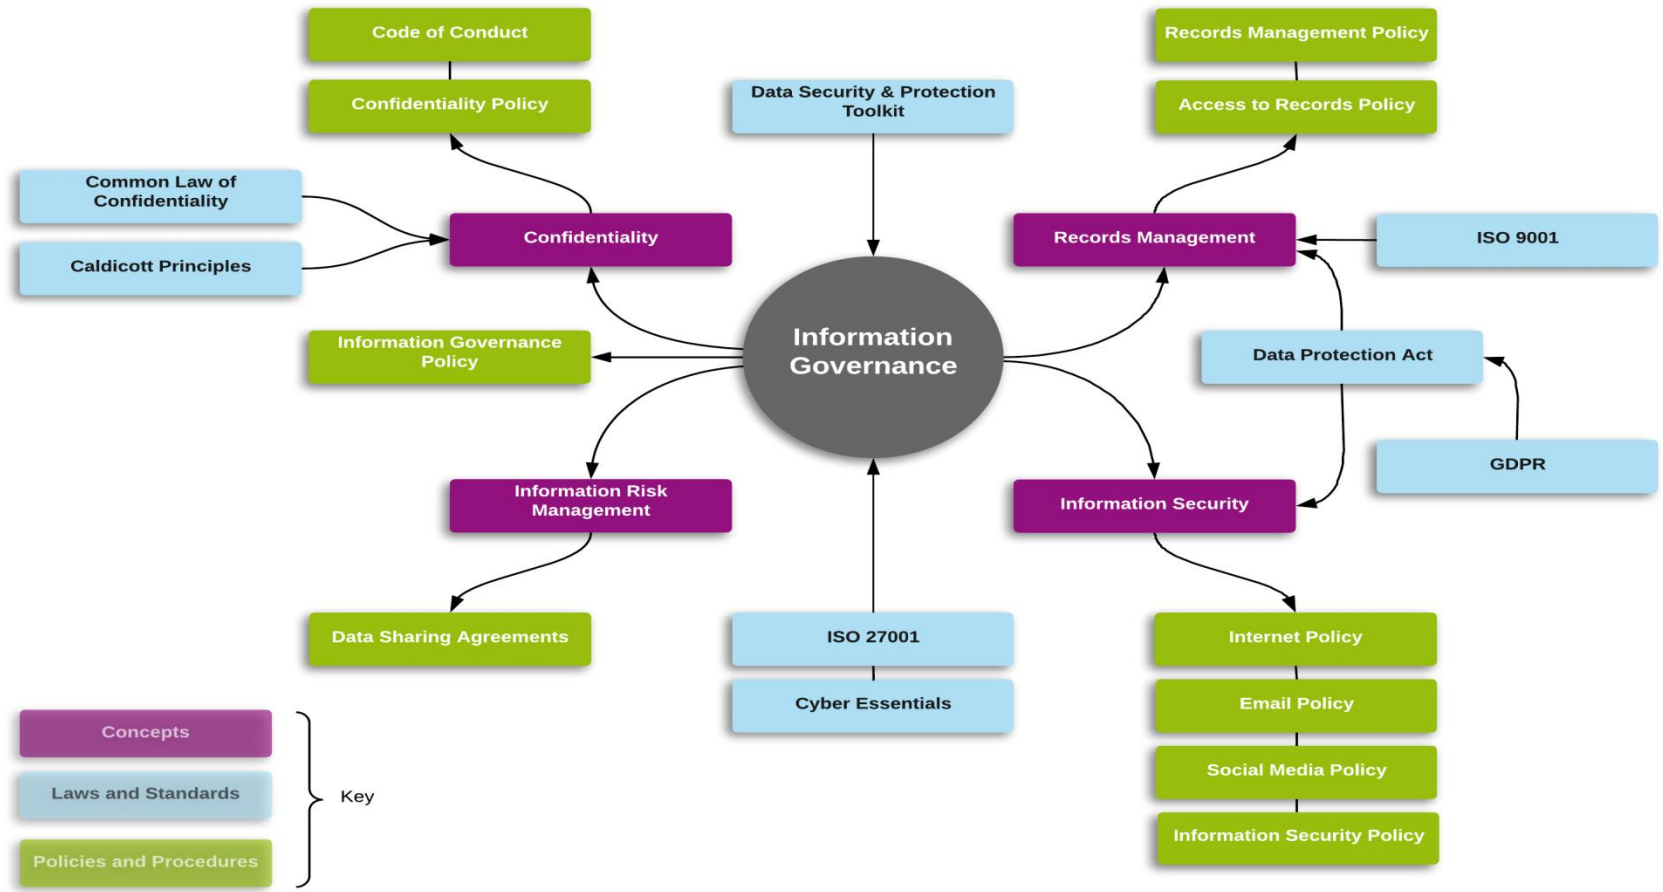 Code of Conduct
Records Management Policy
Confidentiality Policy
Data Security & Protection
Toolkit
Access to Records Policy
Common Law of
Confidentiality
Caldicott Principles
Confidentiality
Records Management
ISO 9001
Information Governance
Policy
Information
Governance
Data Protection Act
GDPR
Information Risk
Management
Information Security
Data Sharing Agreements
ISO 27001
Internet Policy
Cyber Essentials
Email Policy
Social Media Policy
Information Security Policy
Concepts
Laws and Standards
Policies and Procedures
Key